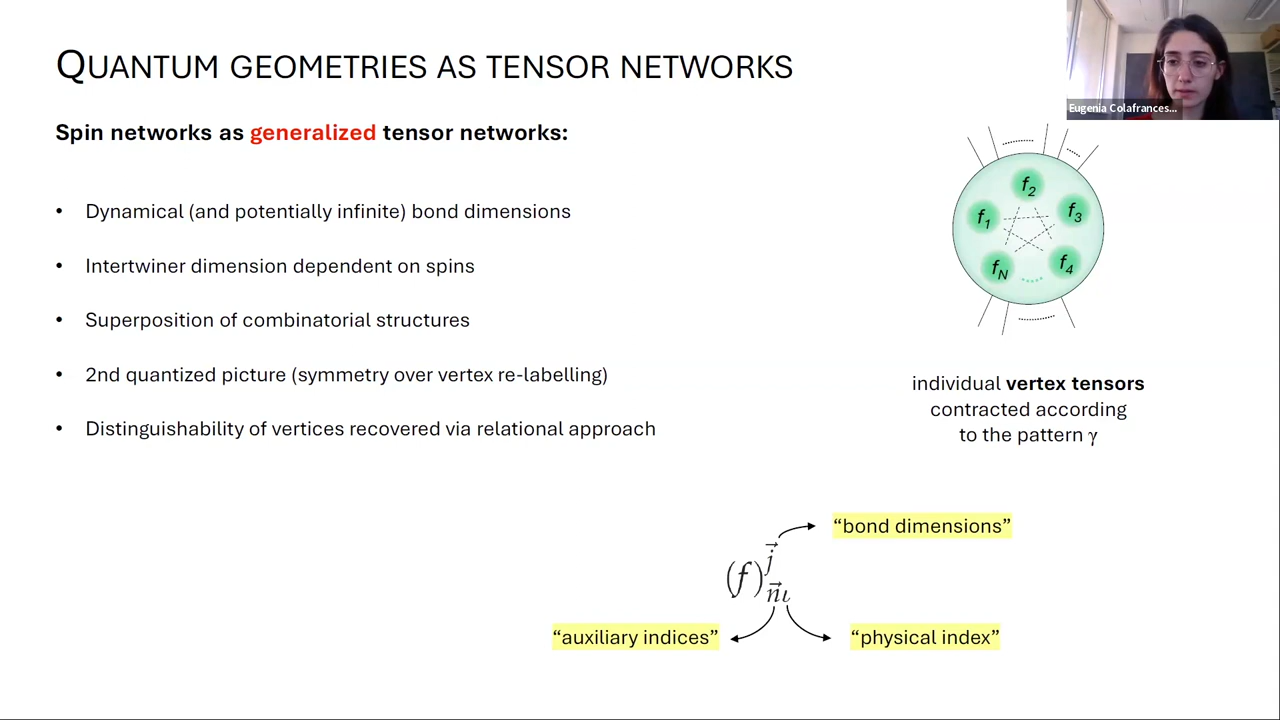 QUANTUM GEOMETRIES AS TENSOR NETWORKS
Eugenia Colafrances...
Spin networks as generalized tensor networks:
• Dynamical (and potentially infinite) bond dimensions
• Intertwiner dimension dependent on spins
• Superposition of combinatorial structures
• 2nd quantized picture (symmetry over vertex re-labelling)
• Distinguishability of vertices recovered via relational approach
f₂
f₁
f₃
f_N
f₄
individual vertex tensors
contracted according
to the pattern γ
“bond dimensions”
(f)^{\vec{j}}_{\vec{n}ι}
“auxiliary indices”
“physical index”